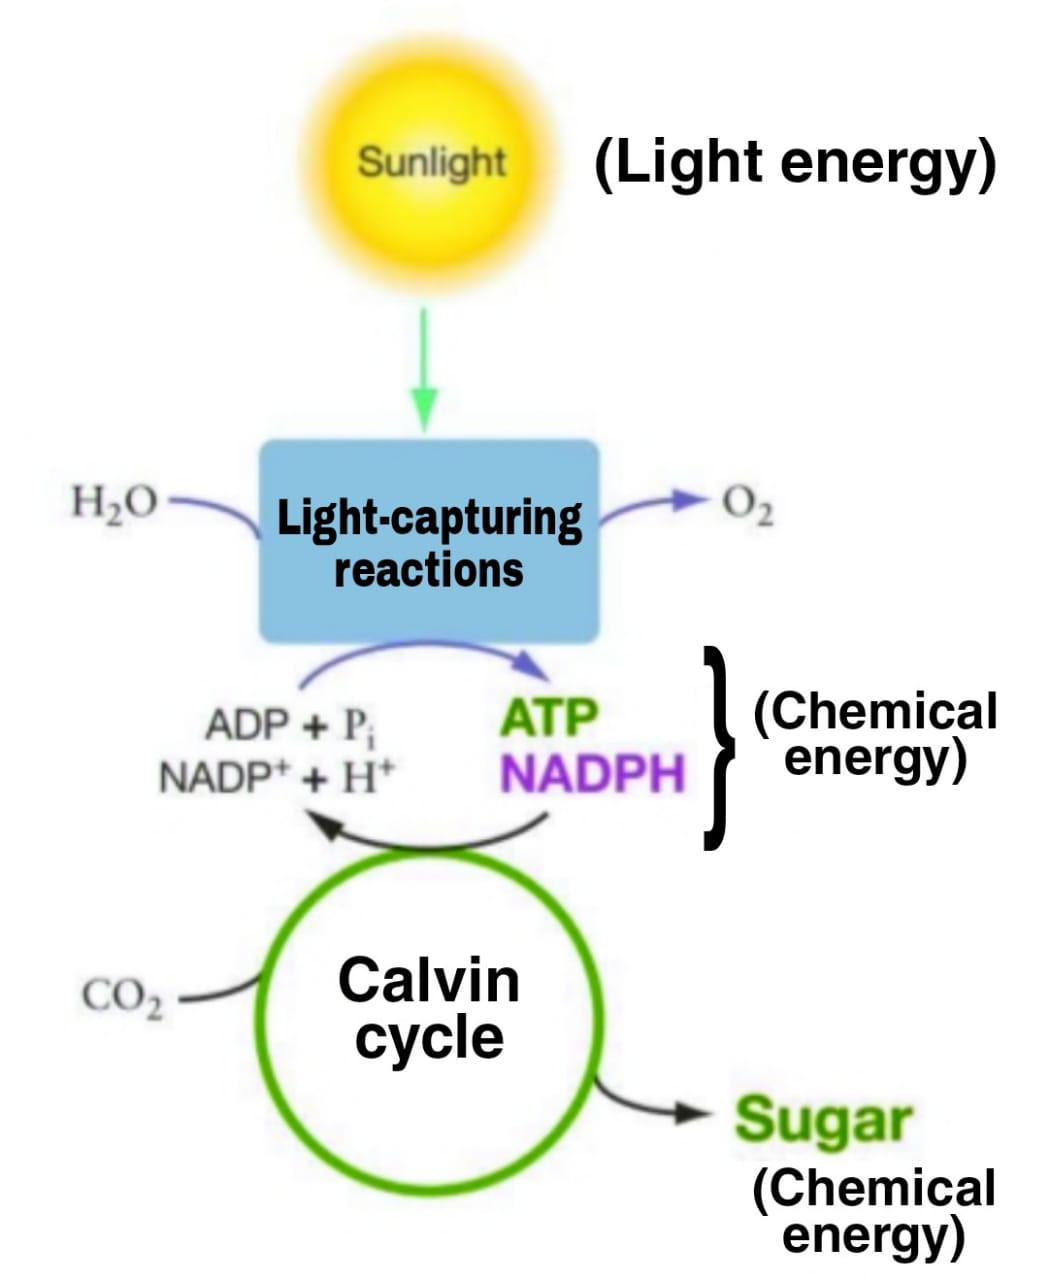 Sunlight
(Light energy)
H₂O
Light-capturing
reactions
O₂
ADP + Pᵢ
NADP⁺ + H⁺
ATP
NADPH
(Chemical
energy)
CO₂
Calvin
cycle
Sugar
(Chemical
energy)